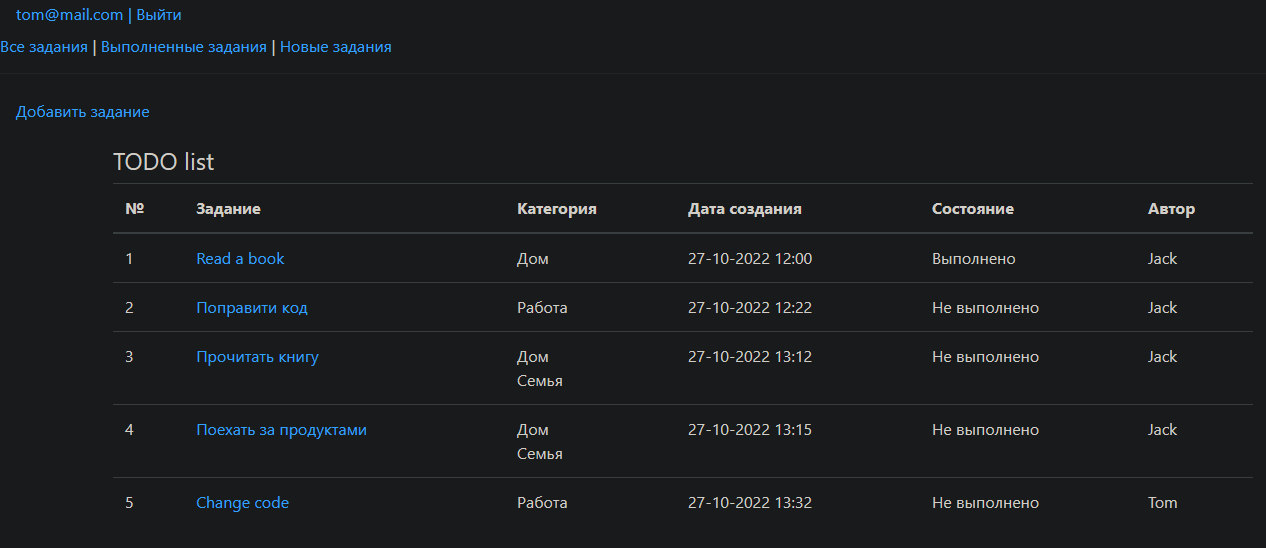 tom@mail.com | Выйти
Все задания | Выполненные задания | Новые задания
Добавить задание
TODO list
№ Задание Категория Дата создания Состояние Автор
1 Read a book Дом 27-10-2022 12:00 Выполнено Jack
2 Поправити код Работа 27-10-2022 12:22 Не выполнено Jack
3 Прочитать книгу Дом 27-10-2022 13:12 Не выполнено Jack
Семья
4 Поехать за продуктами Дом 27-10-2022 13:15 Не выполнено Jack
Семья
5 Change code Работа 27-10-2022 13:32 Не выполнено Tom